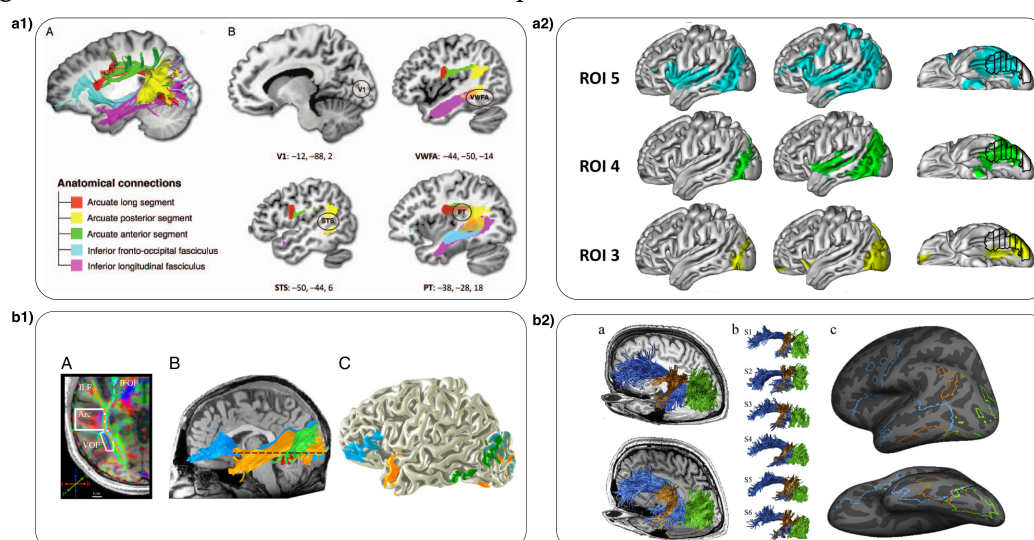 a1)
A
B
V1
VWFA
V1: −12, −88, 2
VWFA: −44, −50, −14
Anatomical connections
Arcuate long segment
Arcuate posterior segment
Arcuate anterior segment
Inferior fronto-occipital fasciculus
Inferior longitudinal fasciculus
STS
PT
STS: −50, −44, 6
PT: −38, −28, 18
a2)
ROI 5
ROI 4
ROI 3
b1)
A
B
C
ILF
IFOF
Arc
VOF
1cm
b2)
a
b
c
S1
S2
S3
S4
S5
S6